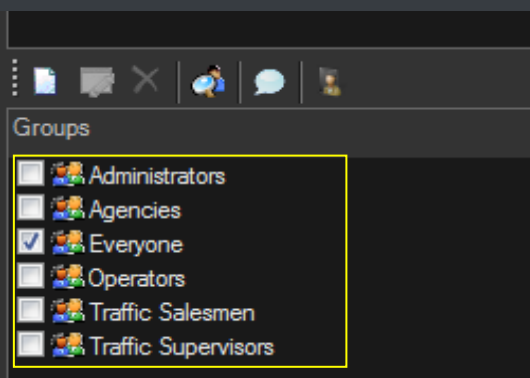 Groups
Administrators
Agencies
Everyone
Operators
Traffic Salesmen
Traffic Supervisors